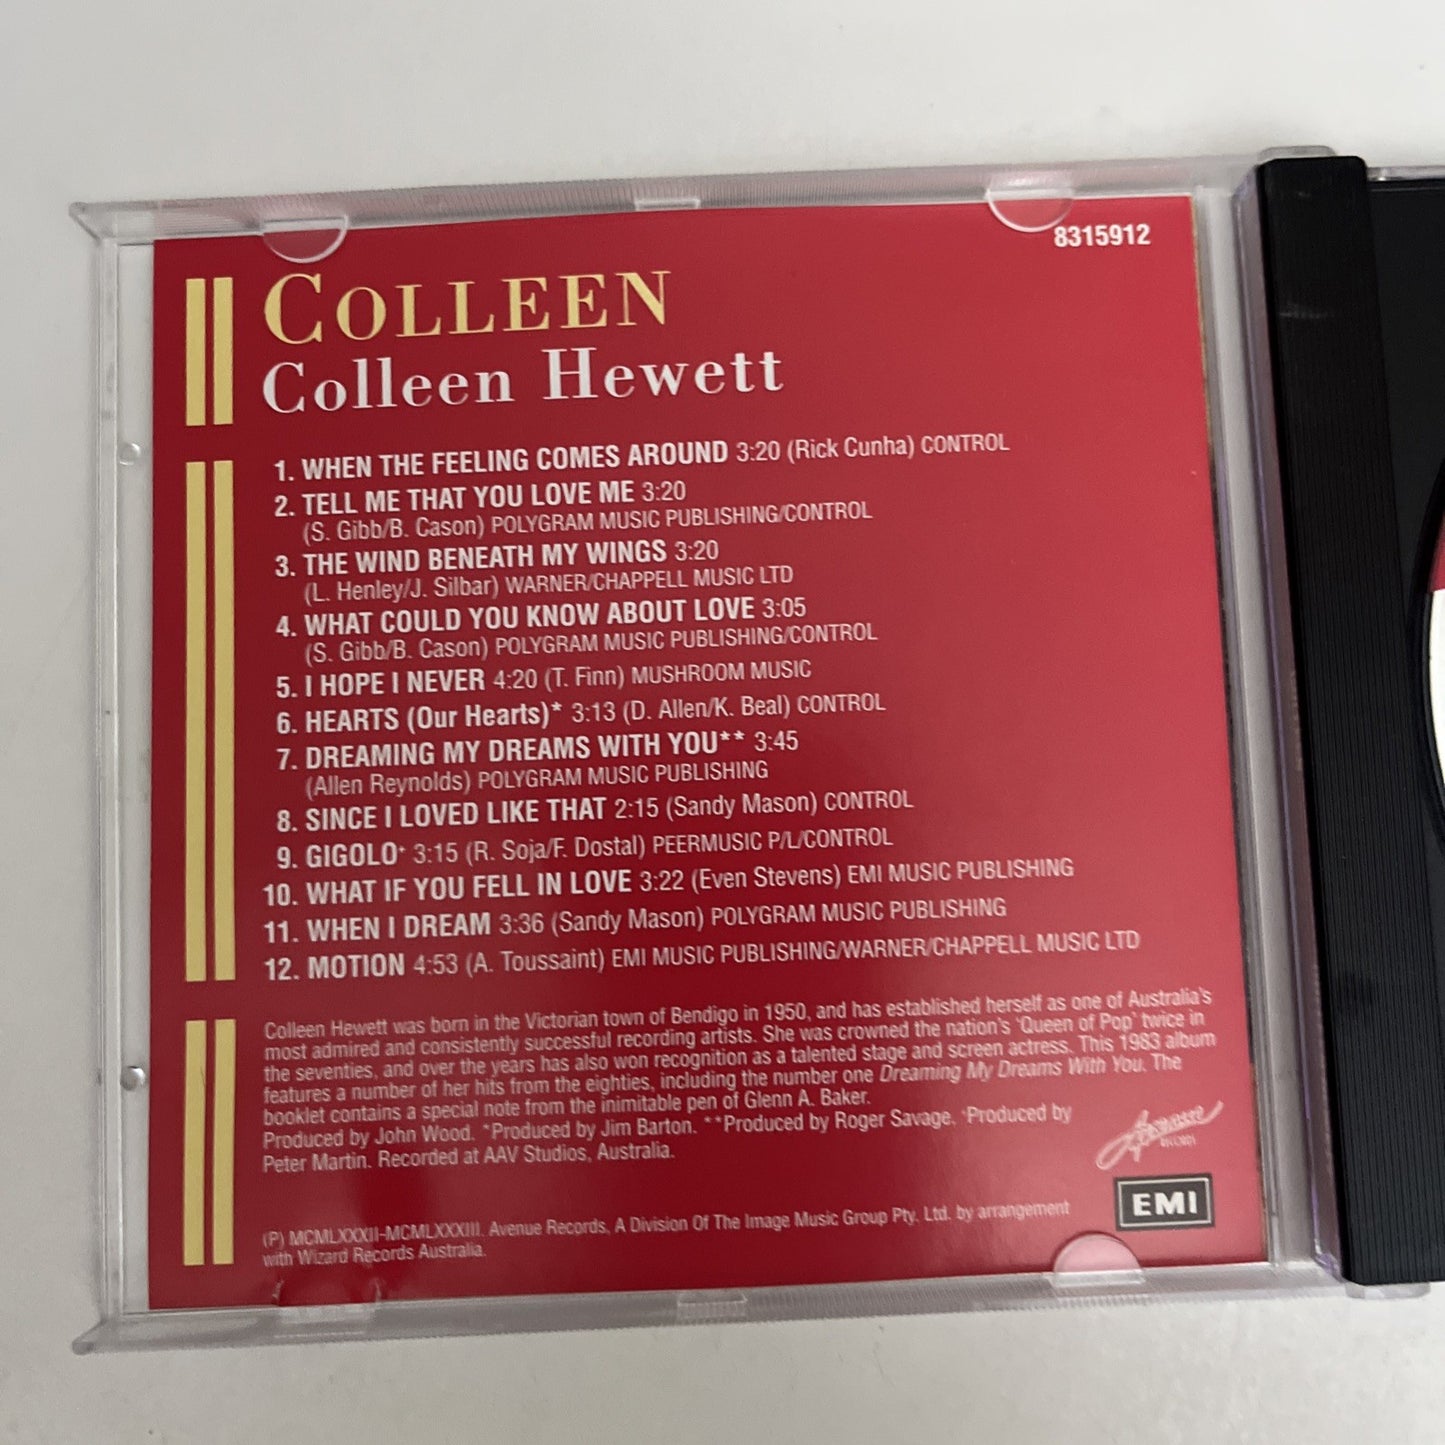 8315912
COLLEEN
Colleen Hewett
1. WHEN THE FEELING COMES AROUND 3:20 (Rick Cunha) CONTROL
2. TELL ME THAT YOU LOVE ME 3:20
(S. Gibb/B. Cason) POLYGRAM MUSIC PUBLISHING/CONTROL
3. THE WIND BENEATH MY WINGS 3:20
(L. Henley/J. Silbar) WARNER/CHAPPELL MUSIC LTD
4. WHAT COULD YOU KNOW ABOUT LOVE 3:05
(S. Gibb/B. Cason) POLYGRAM MUSIC PUBLISHING/CONTROL
5. I HOPE I NEVER 4:20 (T. Finn) MUSHROOM MUSIC
6. HEARTS (Our Hearts)* 3:13 (D. Allen/K. Beal) CONTROL
7. DREAMING MY DREAMS WITH YOU** 3:45
(Allen Reynolds) POLYGRAM MUSIC PUBLISHING
8. SINCE I LOVED LIKE THAT 2:15 (Sandy Mason) CONTROL
9. GIGOLO+ 3:15 (R. Soja/F. Dostal) PEERMUSIC P/L/CONTROL
10. WHAT IF YOU FELL IN LOVE 3:22 (Even Stevens) EMI MUSIC PUBLISHING
11. WHEN I DREAM 3:36 (Sandy Mason) POLYGRAM MUSIC PUBLISHING
12. MOTION 4:53 (A. Toussaint) EMI MUSIC PUBLISHING/WARNER/CHAPPELL MUSIC LTD
Colleen Hewett was born in the Victorian town of Bendigo in 1950, and has established herself as one of Australia's
most admired and consistently successful recording artists. She was crowned the nation's 'Queen of Pop' twice in
the seventies, and over the years has also won recognition as a talented stage and screen actress. This 1983 album
features a number of her hits from the eighties, including the number one Dreaming My Dreams With You. The
booklet contains a special note from the inimitable pen of Glenn A. Baker.
Produced by John Wood. *Produced by Jim Barton. **Produced by Roger Savage. +Produced by
Peter Martin. Recorded at AAV Studios, Australia.
(P) MCMLXXXII-MCMLXXXIII. Avenue Records, A Division Of The Image Music Group Pty. Ltd. by arrangement
with Wizard Records Australia.
RECORDS
EMI